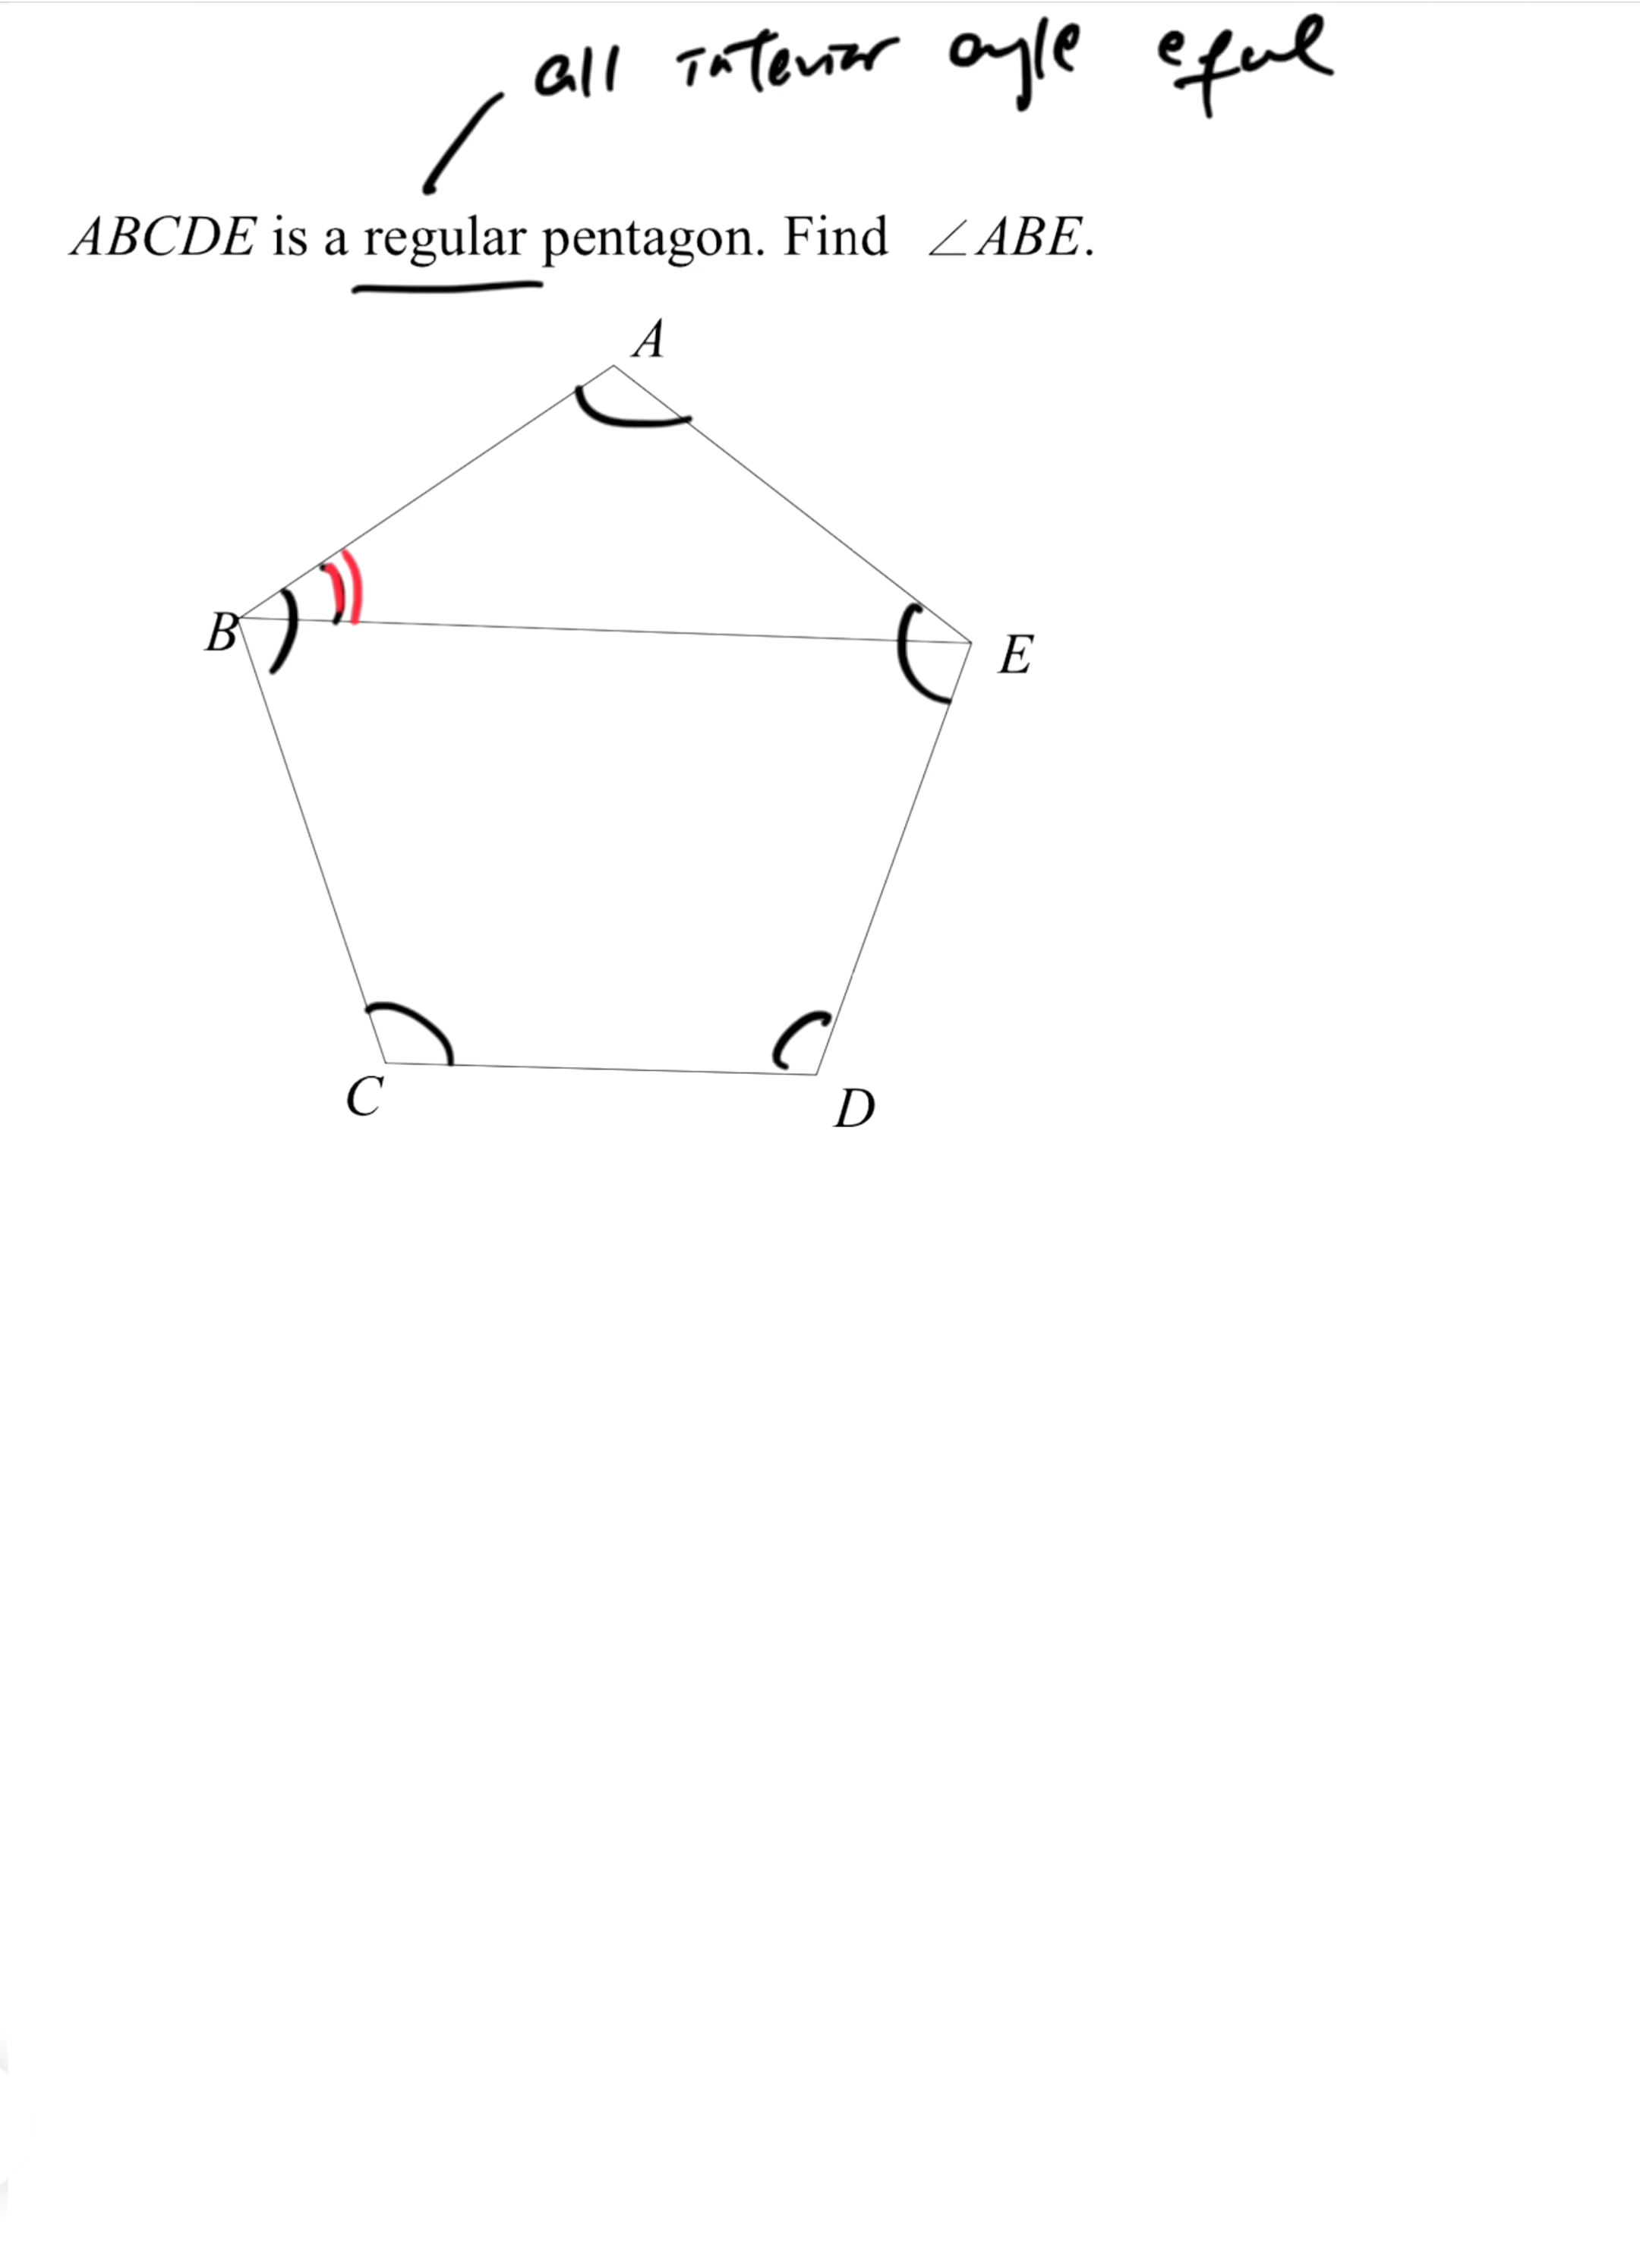 all interior angle equal
ABCDE is a regular pentagon. Find ∠ABE.
A
B
E
C
D